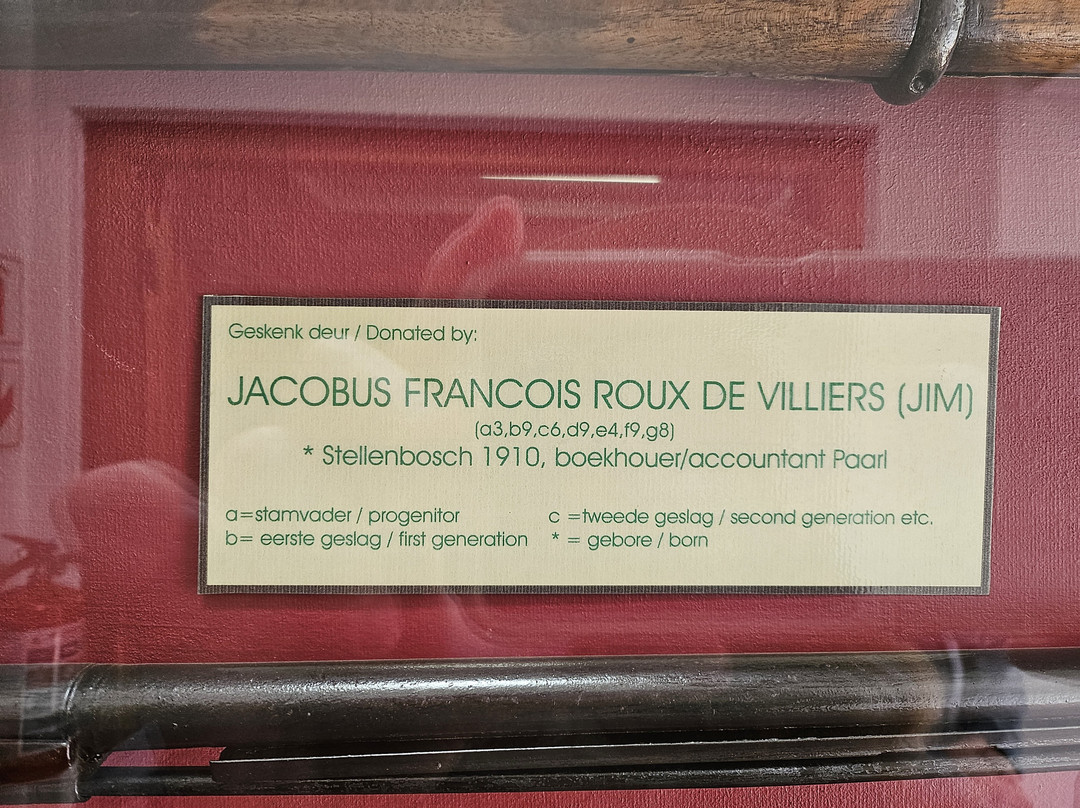 Geskenk deur / Donated by:
JACOBUS FRANCOIS ROUX DE VILLIERS (JIM)
(a3,b9,c6,d9,e4,f9,g8)
* Stellenbosch 1910, boekhouer/accountant Paarl
a=stamvader / progenitor
b= eerste geslag / first generation
c =tweede geslag / second generation etc.
* = gebore / born